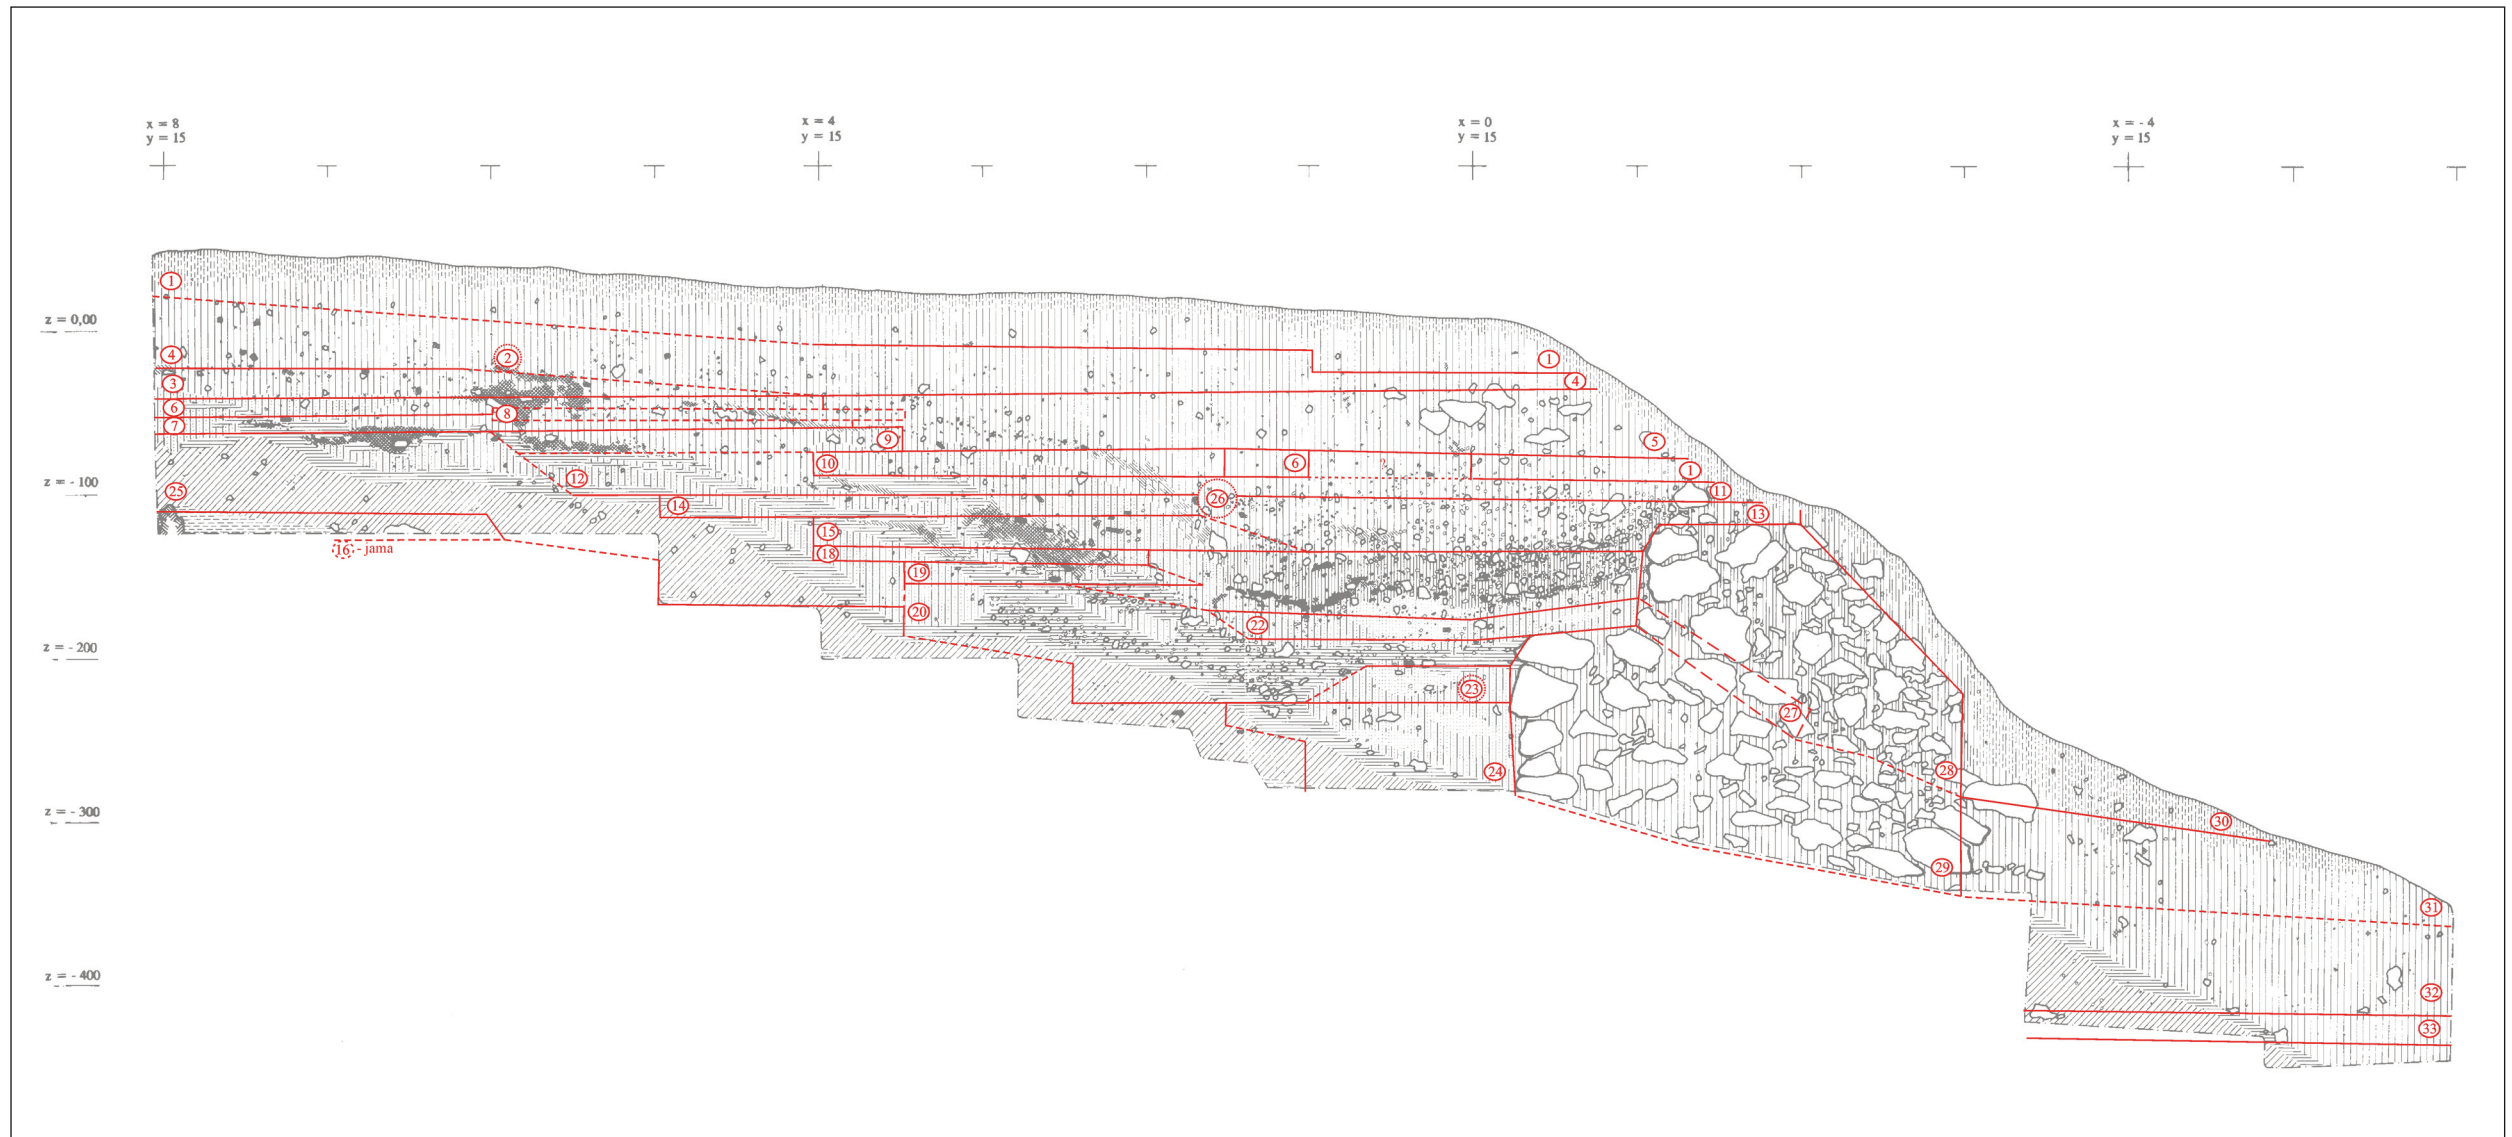 x = 8
y = 15
x = 4
y = 15
x = 0
y = 15
x = - 4
y = 15
z = 0,00
z = - 100
z = - 200
z = - 300
z = - 400
1
4
2
3
6
7
8
9
10
12
25
14
16 - jama
15
18
19
20
1
4
5
6
?
1
11
26
13
22
23
24
27
28
29
30
31
32
33